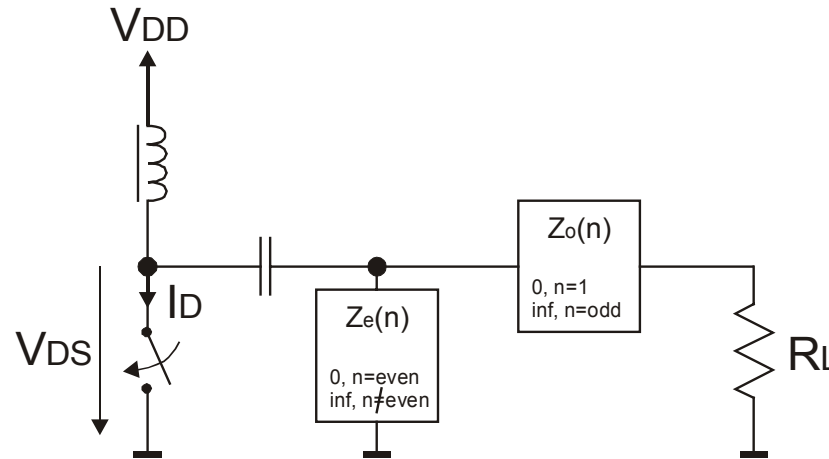 VDD
Zo(n)
0, n=1
inf, n=odd
ID
Ze(n)
VDS
0, n=even
inf, n≠even
RL